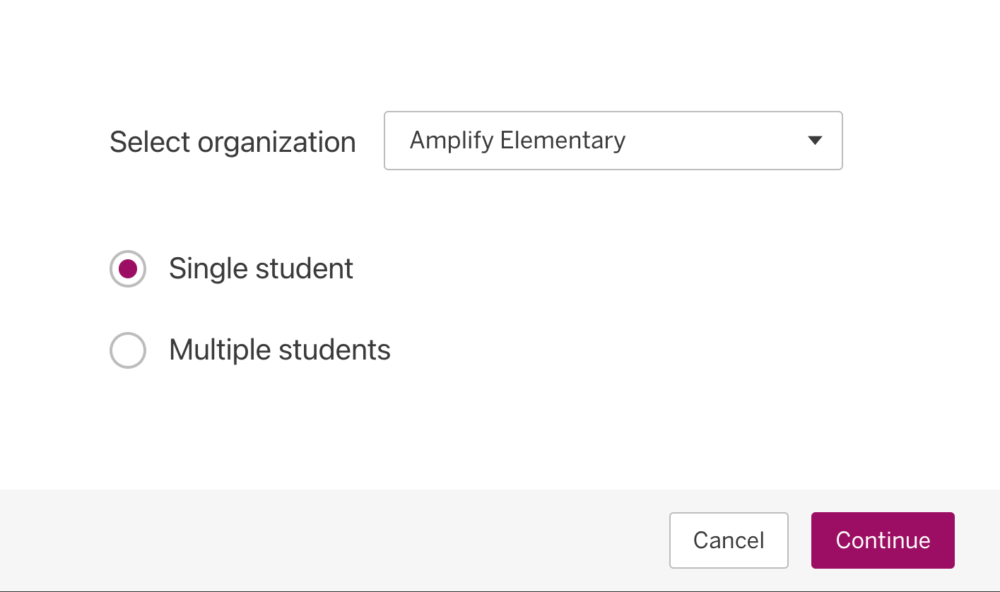 Select organization Amplify Elementary
Single student
Multiple students
Cancel Continue